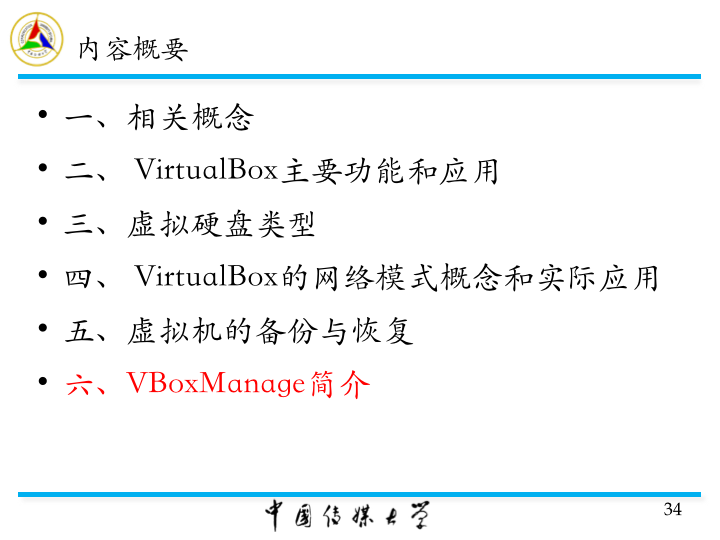 内容概要
• 一、相关概念
• 二、 VirtualBox主要功能和应用
• 三、虚拟硬盘类型
• 四、 VirtualBox的网络模式概念和实际应用
• 五、虚拟机的备份与恢复
• 六、VBoxManage简介
中国传媒大学
34